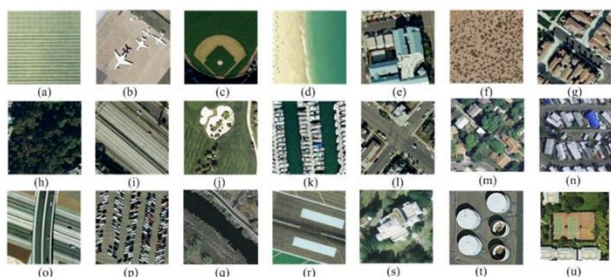 (a) (b) (c) (d) (e) (f) (g)
(h) (i) (j) (k) (l) (m) (n)
(o) (p) (q) (r) (s) (t) (u)